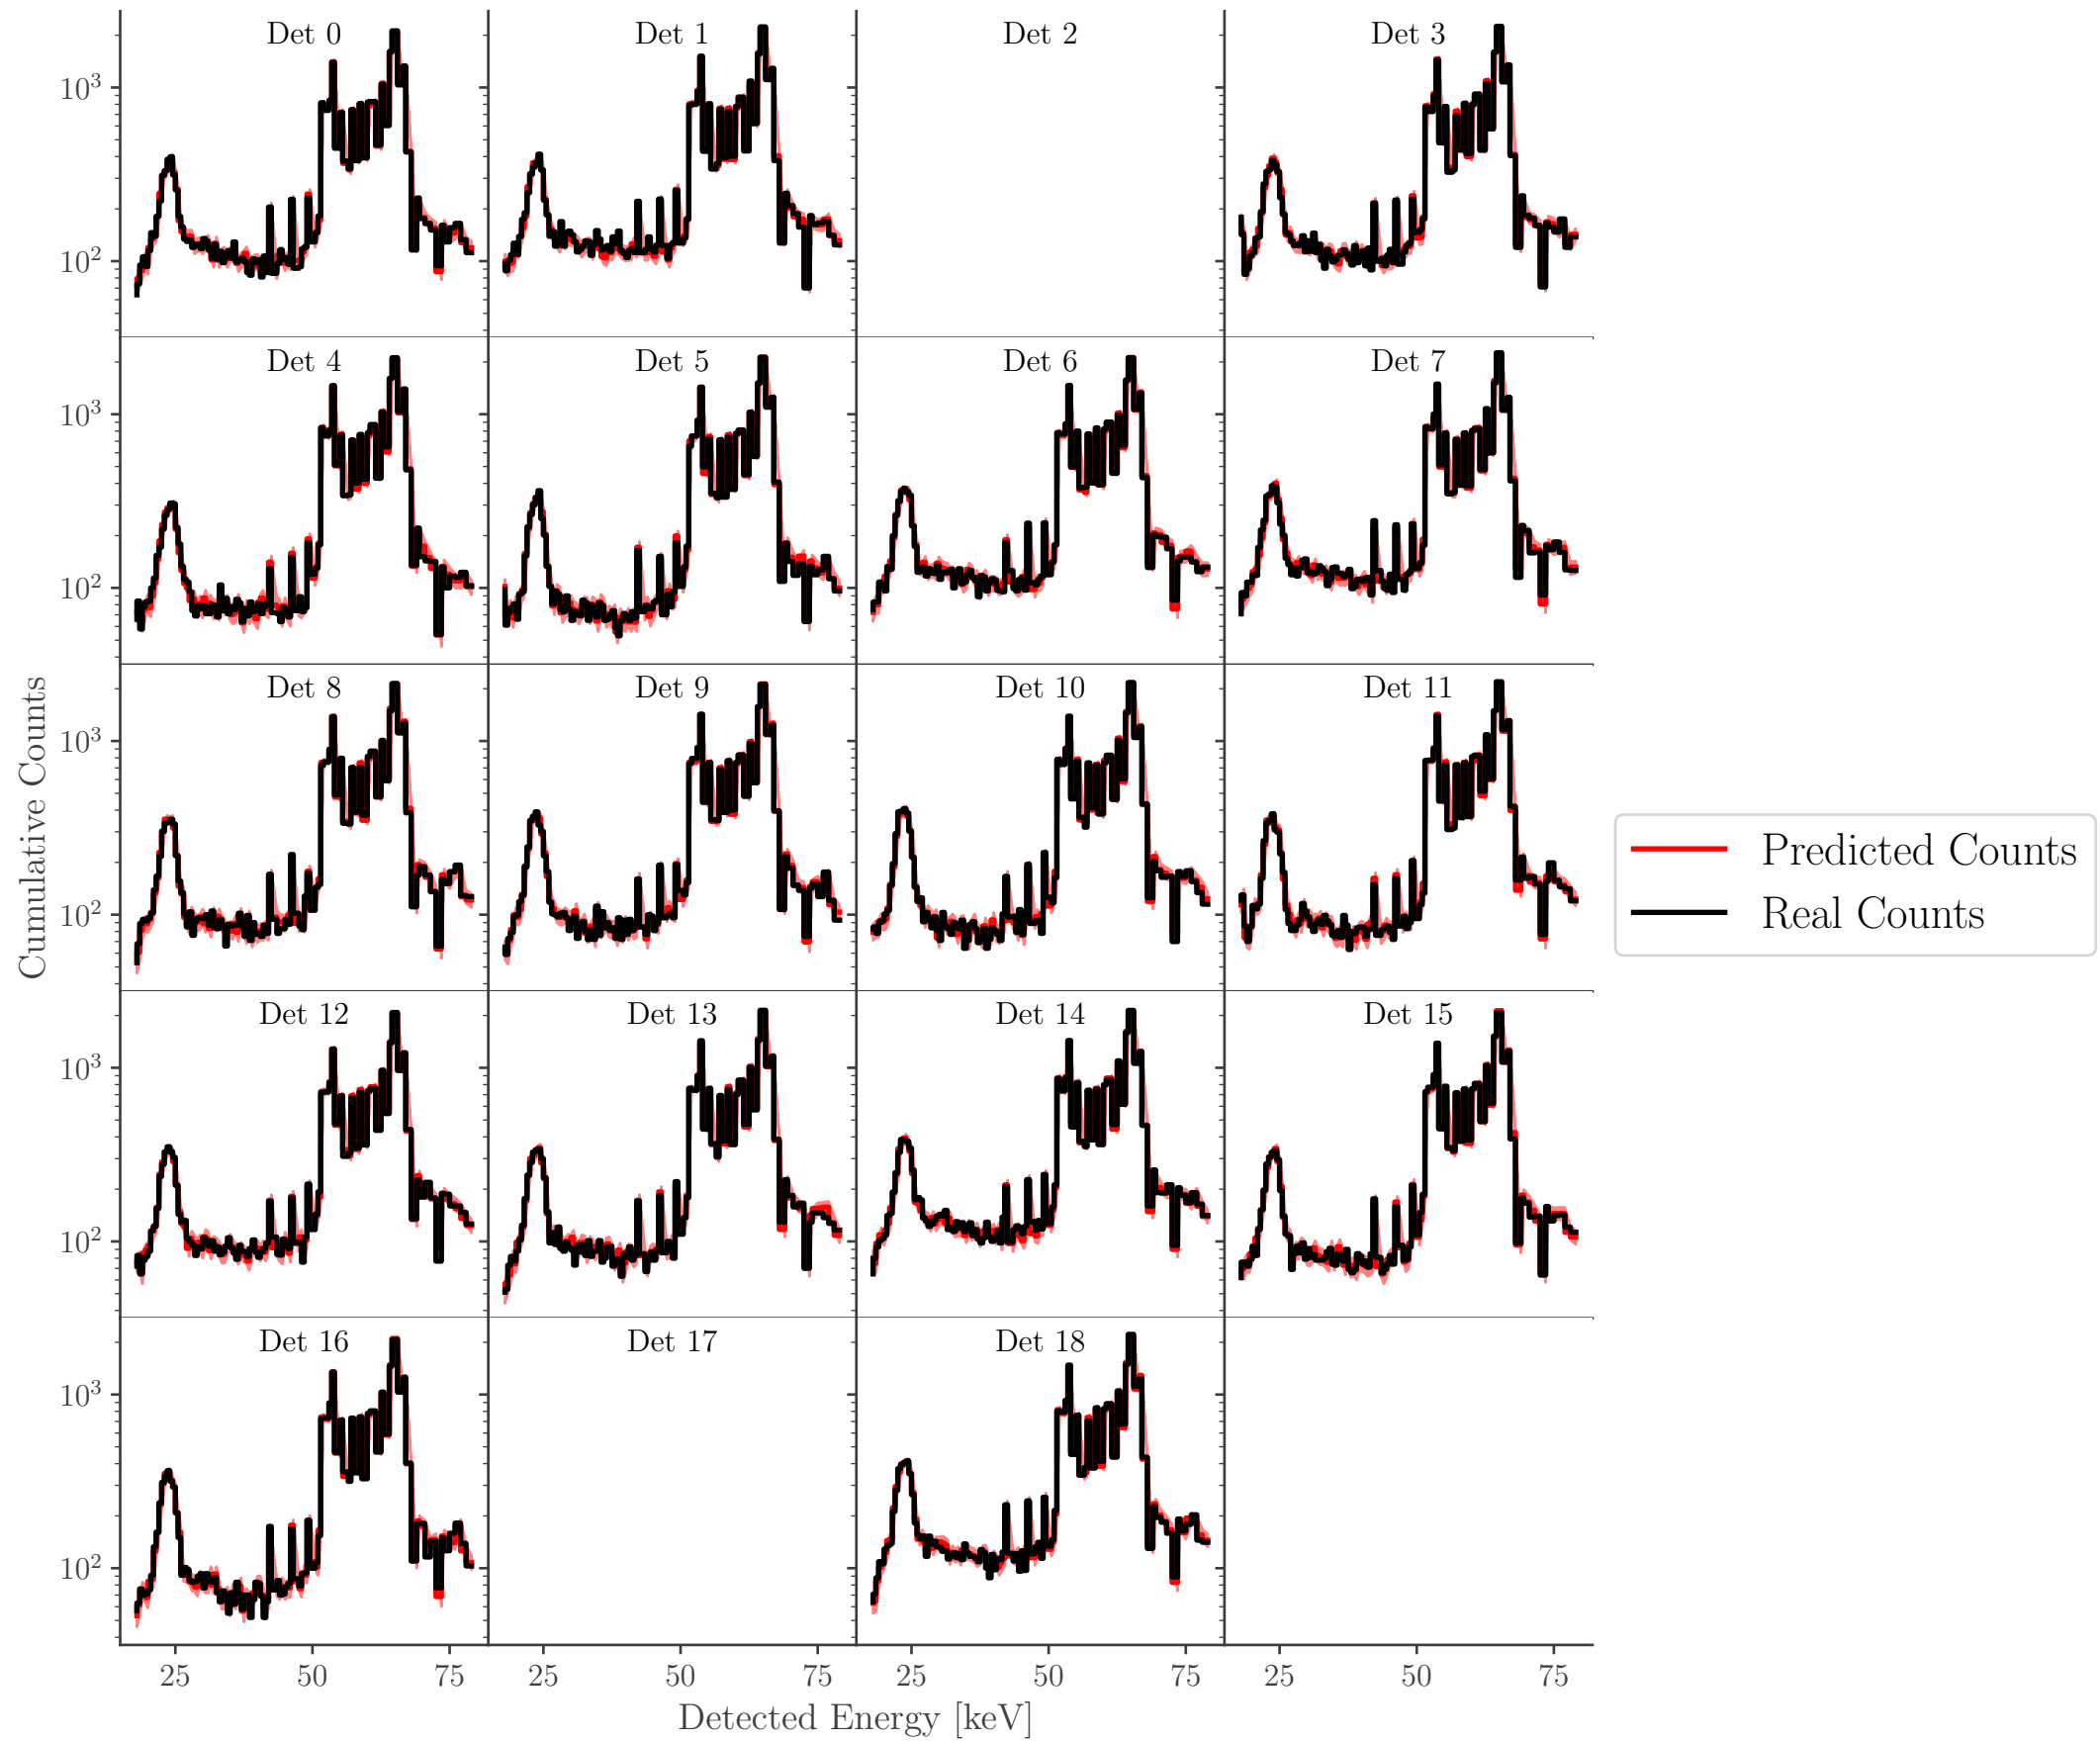 Det 0
Det 1
Det 2
Det 3
10³
10²
Det 4
Det 5
Det 6
Det 7
10³
10²
Det 8
Det 9
Det 10
Det 11
10³
10²
Cumulative Counts
Predicted Counts
Real Counts
Det 12
Det 13
Det 14
Det 15
10³
10²
Det 16
Det 17
Det 18
10³
10²
25 50 75 25 50 75 25 50 75 25 50 75
Detected Energy [keV]